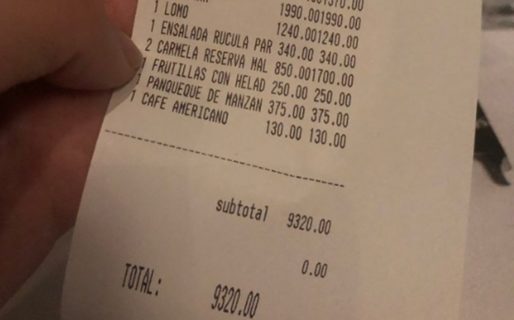 1990.001990.00
1 LOMO 1240.001240.00
1 ENSALADA RUCULA PAR 340.00 340.00
2 CARMELA RESERVA MAL 850.001700.00
FRUTILLAS CON HELAD 250.00 250.00
PANQUEQUE DE MANZAN 375.00 375.00
1 CAFE AMERICANO 130.00 130.00
subtotal 9320.00
0.00
TOTAL: 9320.00